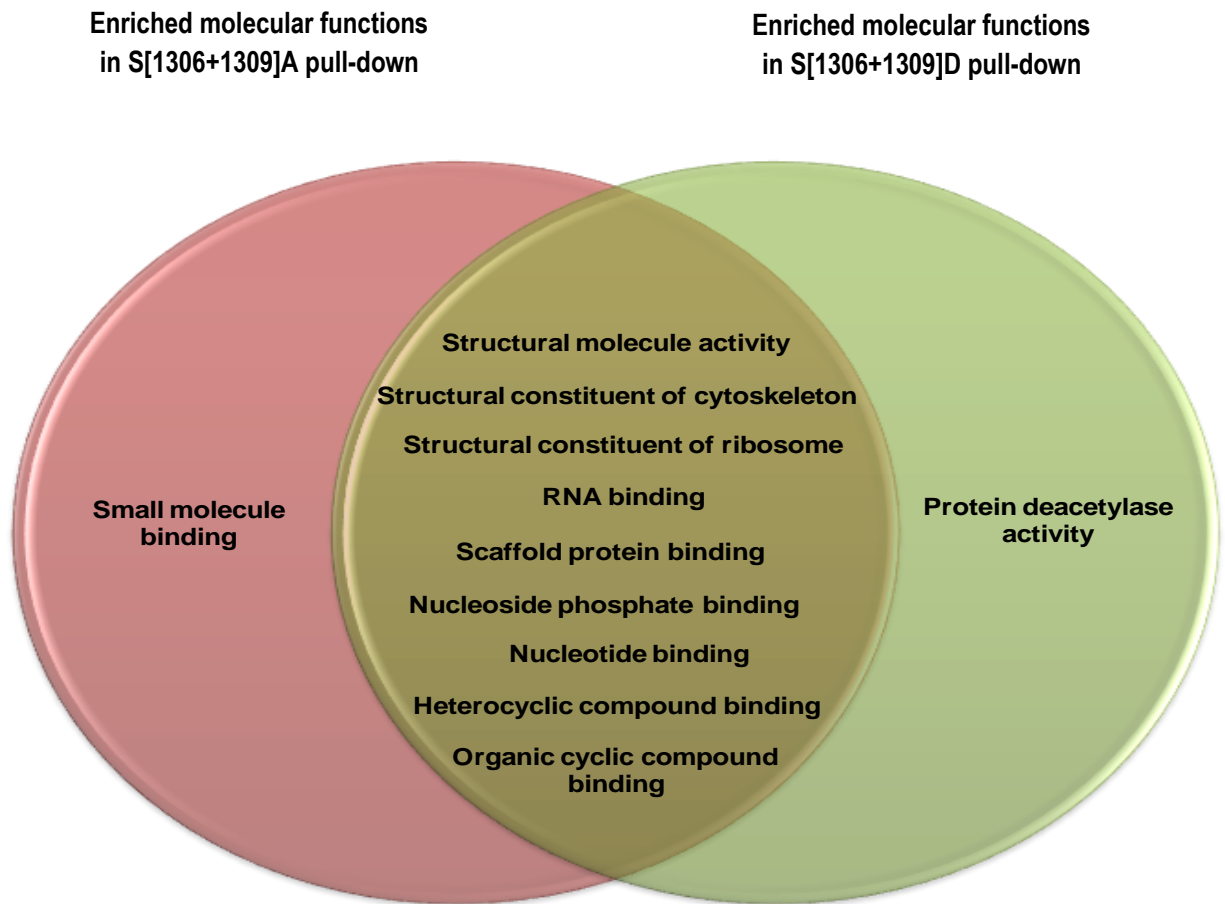 Enriched molecular functions
in S[1306+1309]A pull-down
Enriched molecular functions
in S[1306+1309]D pull-down
Small molecule
binding
Structural molecule activity
Structural constituent of cytoskeleton
Structural constituent of ribosome
RNA binding
Scaffold protein binding
Nucleoside phosphate binding
Nucleotide binding
Heterocyclic compound binding
Organic cyclic compound
binding
Protein deacetylase
activity